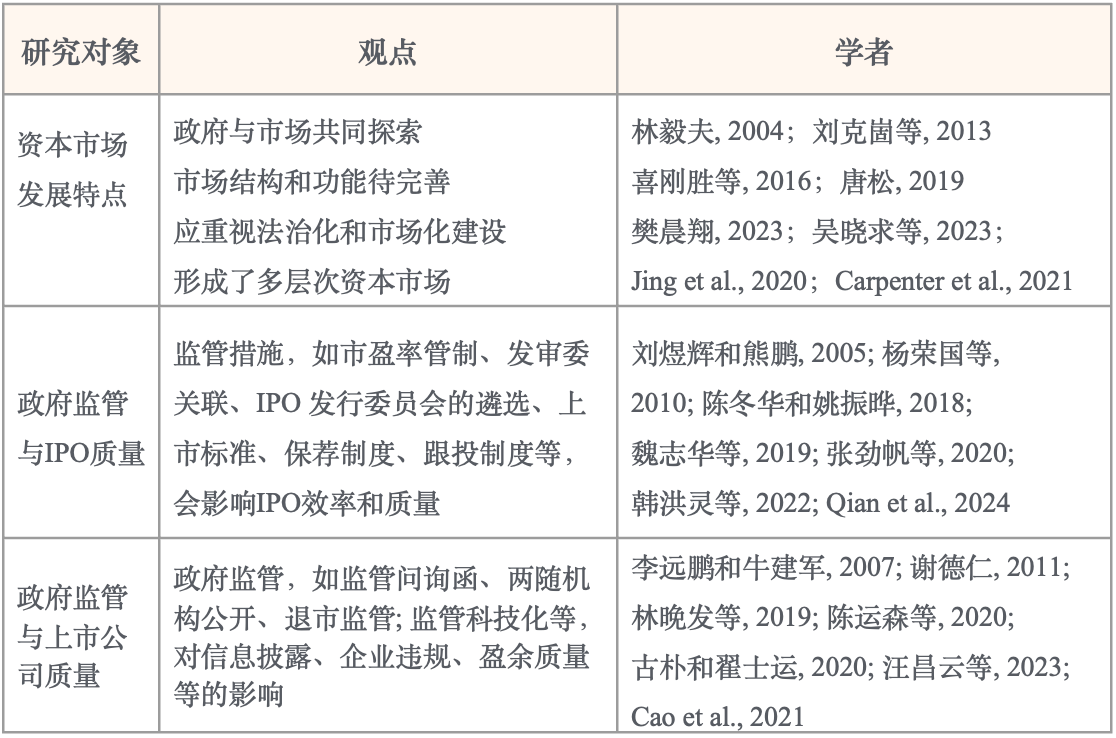 研究对象
观点
学者
资本市场
发展特点
政府与市场共同探索
市场结构和功能待完善
应重视法治化和市场化建设
形成了多层次资本市场
林毅夫, 2004；刘克崮等, 2013
喜刚胜等, 2016；唐松, 2019
樊晨翔, 2023；吴晓求等, 2023；
Jing et al., 2020；Carpenter et al., 2021
政府监管
与IPO质量
监管措施，如市盈率管制、发审委
关联、IPO 发行委员会的遴选、上
市标准、保荐制度、跟投制度等，
会影响IPO效率和质量
刘煜辉和熊鹏, 2005; 杨荣国等,
2010; 陈冬华和姚振晔, 2018;
魏志华等, 2019; 张劲帆等, 2020;
韩洪灵等, 2022; Qian et al., 2024
政府监管
与上市公
司质量
政府监管，如监管问询函、两随机
构公开、退市监管; 监管科技化等，
对信息披露、企业违规、盈余质量
等的影响
李远鹏和牛建军, 2007; 谢德仁, 2011;
林晚发等, 2019; 陈运森等, 2020;
古朴和翟士运, 2020; 汪昌云等, 2023;
Cao et al., 2021